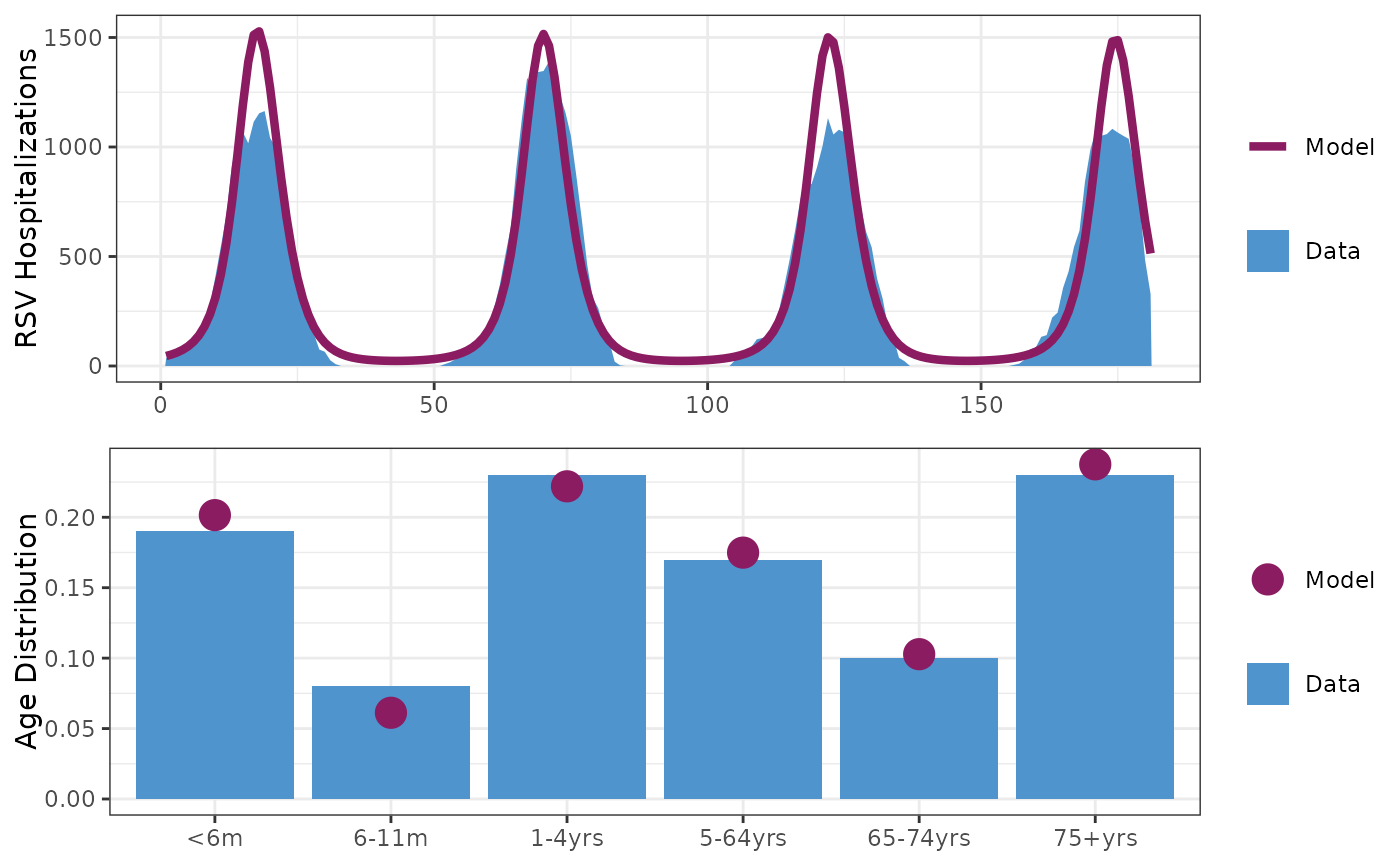 RSV Hospitalizations
1500
1000
500
0
0 50 100 150
Model
Data
Age Distribution
0.20
0.15
0.10
0.05
0.00
<6m 6-11m 1-4yrs 5-64yrs 65-74yrs 75+yrs
Model
Data